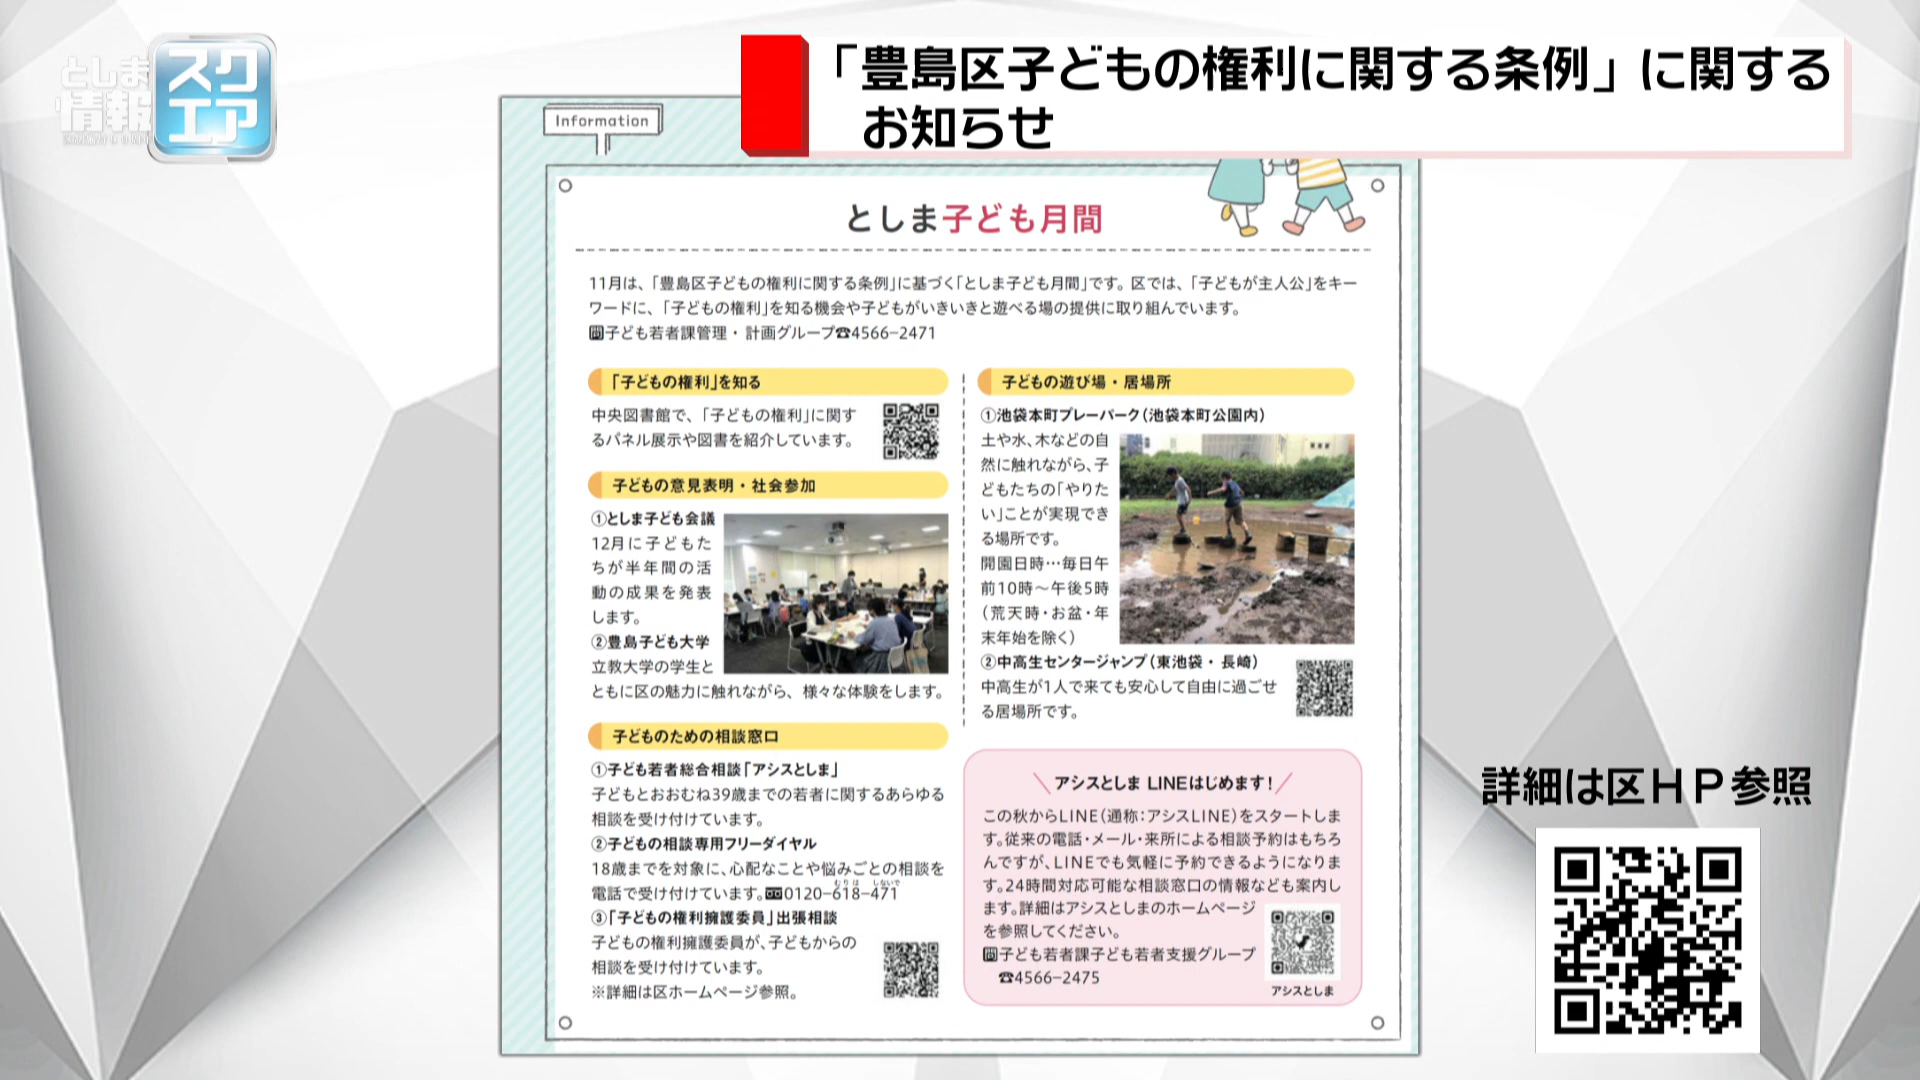 としま
情報
スク
エア
「豊島区子どもの権利に関する条例」に関する
お知らせ
Information
としま子ども月間
11月は、「豊島区子どもの権利に関する条例」に基づく「としま子ども月間」です。区では、「子どもが主人公」をキー
ワードに、「子どもの権利」を知る機会や子どもがいきいきと遊べる場の提供に取り組んでいます。
問子ども若者課管理・計画グループ☎4566−2471
「子どもの権利」を知る
中央図書館で、「子どもの権利」に関す
るパネル展示や図書を紹介しています。
子どもの意見表明・社会参加
①としま子ども会議
12月に子どもた
ちが半年間の活
動の成果を発表
します。
②豊島子ども大学
立教大学の学生と
ともに区の魅力に触れながら、様々な体験をします。
子どものための相談窓口
①子ども若者総合相談「アシスとしま」
子どもとおおむね39歳までの若者に関するあらゆる
相談を受け付けています。
②子どもの相談専用フリーダイヤル
18歳までを対象に、心配なことや悩みごとの相談を
むりは しないで
電話で受け付けています。0120−618−471
③「子どもの権利擁護委員」出張相談
子どもの権利擁護委員が、子どもからの
相談を受け付けています。
※詳細は区ホームページ参照。
子どもの遊び場・居場所
①池袋本町プレーパーク(池袋本町公園内)
土や水、木などの自
然に触れながら、子
どもたちの「やりた
い」ことが実現でき
る場所です。
開園日時…毎日午
前10時〜午後5時
(荒天時・お盆・年
末年始を除く)
②中高生センタージャンプ(東池袋・長崎)
中高生が1人で来ても安心して自由に過ごせ
る居場所です。
アシスとしま LINEはじめます!
この秋からLINE(通称:アシスLINE)をスタートしま
す。従来の電話・メール・来所による相談予約はもちろ
んですが、LINEでも気軽に予約できるようになりま
す。24時間対応可能な相談窓口の情報なども案内し
ます。詳細はアシスとしまのホームページ
を参照してください。
問子ども若者課子ども若者支援グループ
☎4566−2475
アシスとしま
詳細は区ＨＰ参照